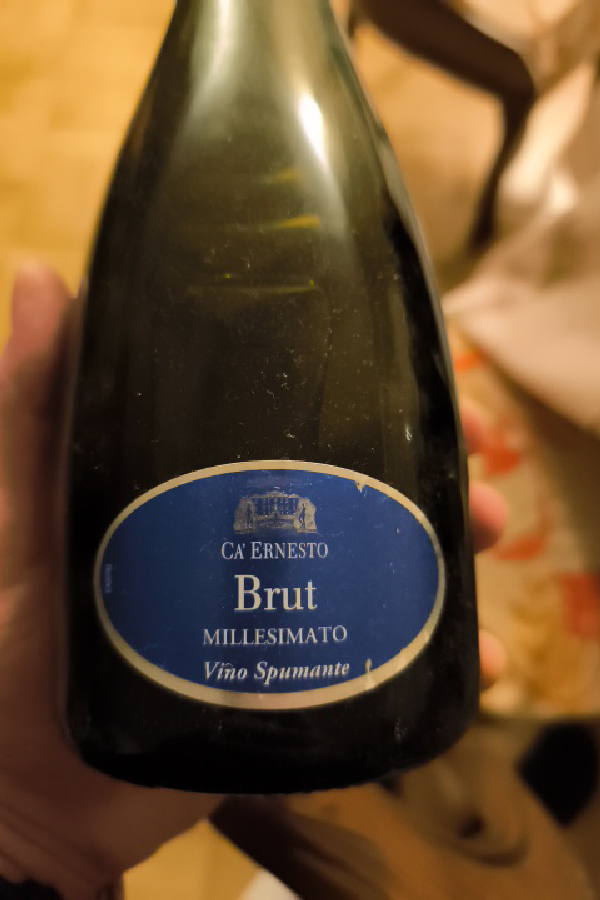 CA' ERNESTO
Brut
MILLESIMATO
Vino Spumante